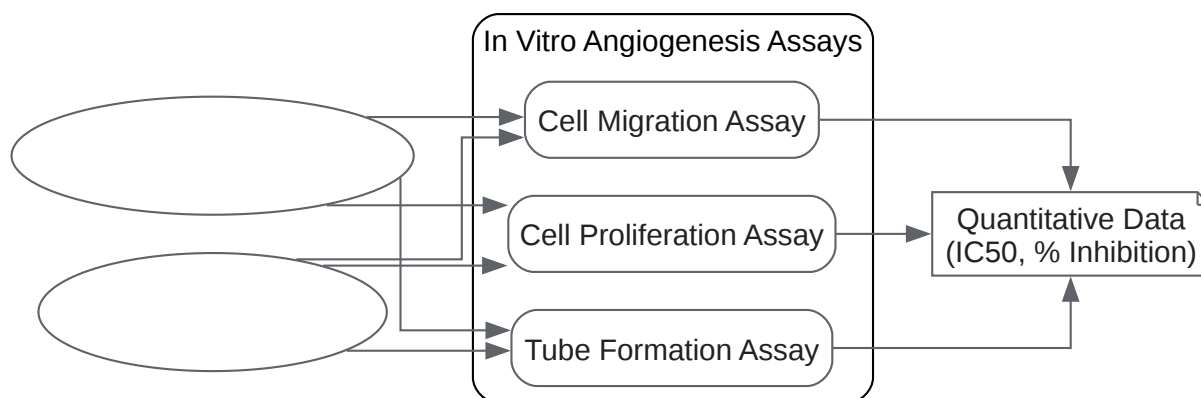 In Vitro Angiogenesis Assays
Cell Migration Assay
Cell Proliferation Assay
Tube Formation Assay
Quantitative Data
(IC50, % Inhibition)